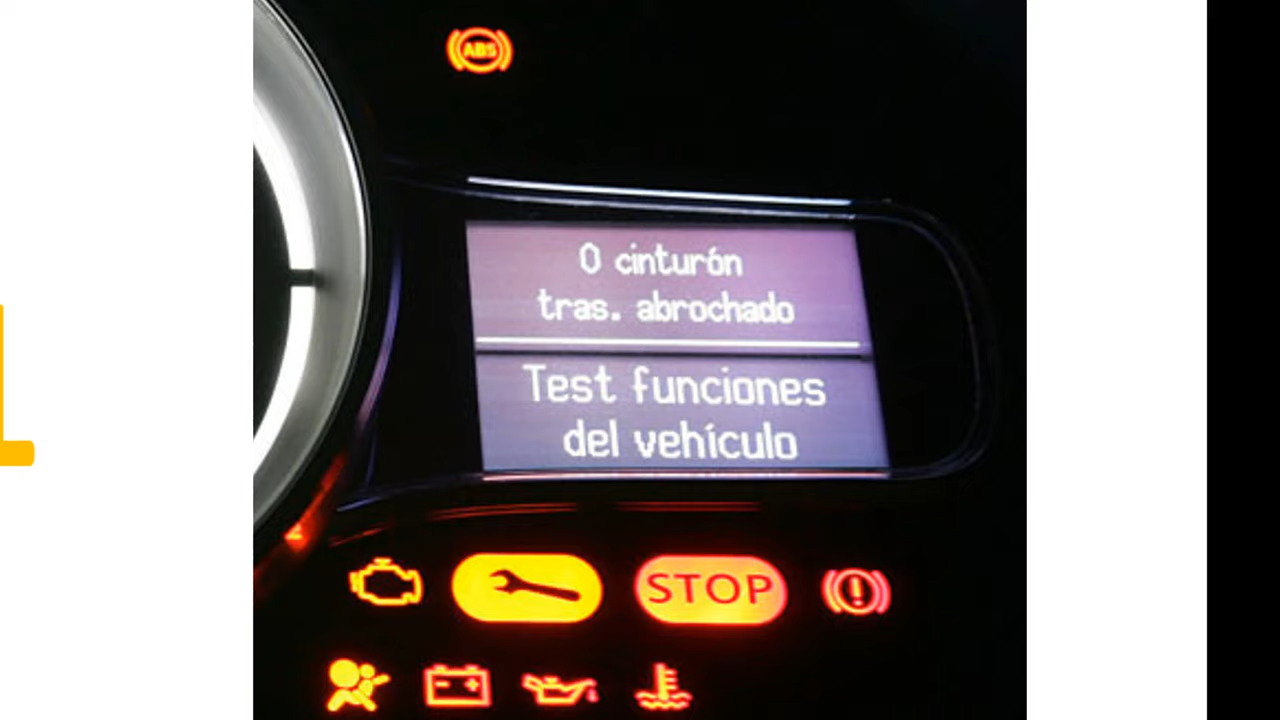 ABS
0 cinturón
tras. abrochado
Test funciones
del vehículo
STOP